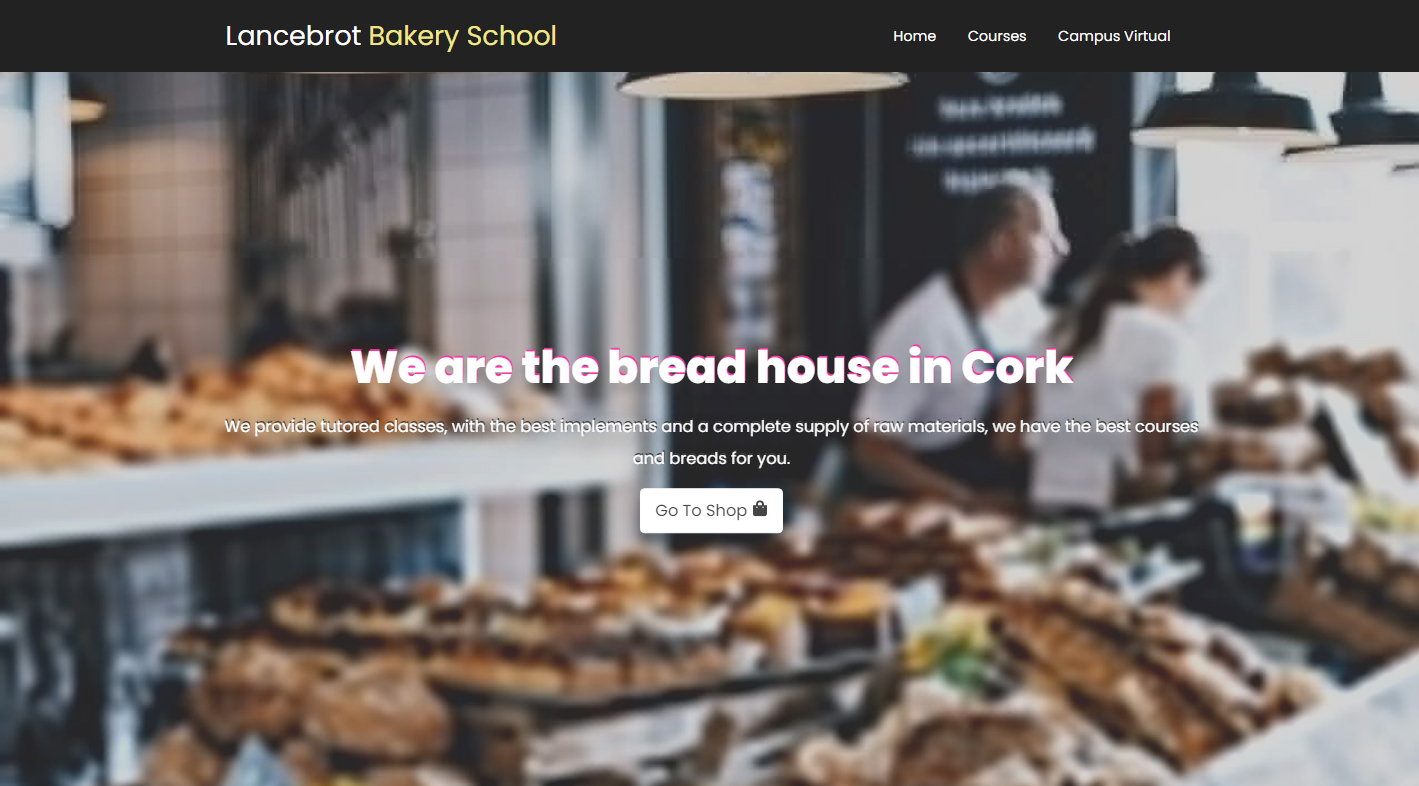 Lancebrot Bakery School
Home Courses Campus Virtual
We are the bread house in Cork
We provide tutored classes, with the best implements and a complete supply of raw materials, we have the best courses
and breads for you.
Go To Shop